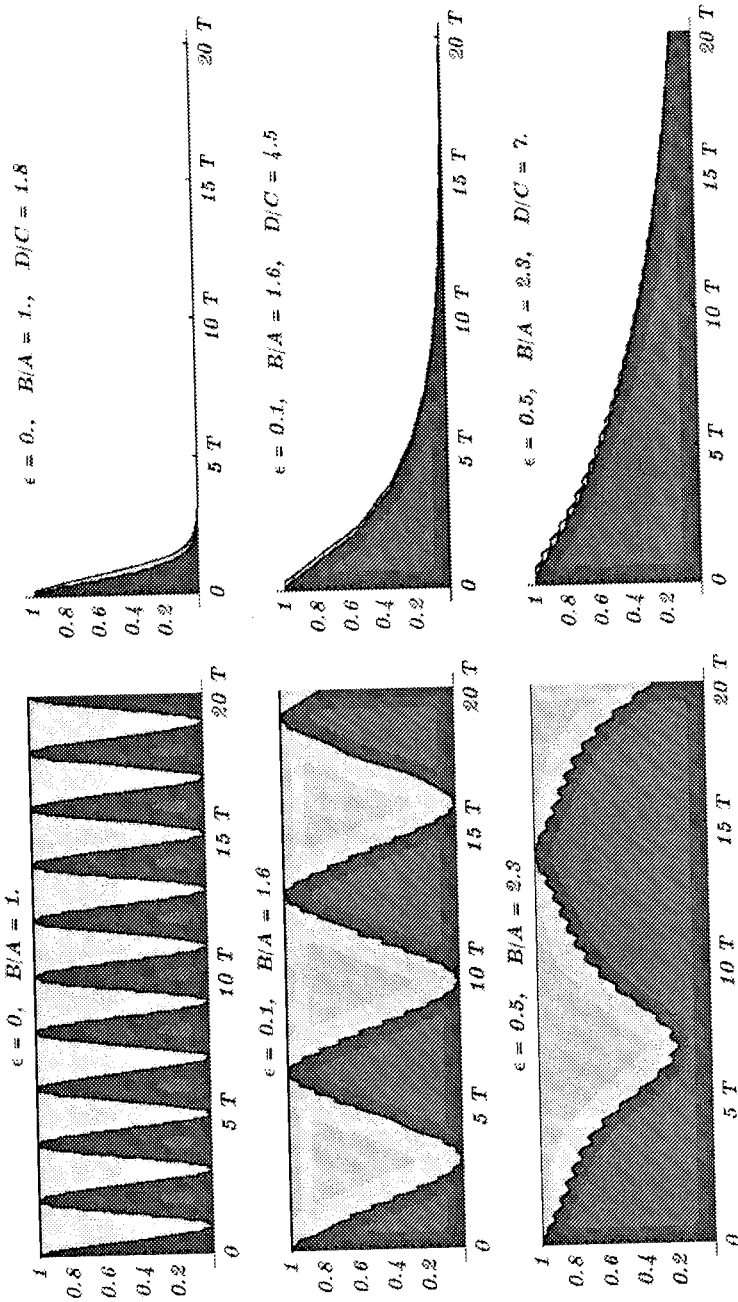 ϵ = 0, B/A = 1.
1
0.8
0.6
0.4
0.2
0 5 T 10 T 15 T 20 T
ϵ = 0., B/A = 1., D/C = 1.8
1
0.8
0.6
0.4
0.2
0 5 T 10 T 15 T 20 T
ϵ = 0.1, B/A = 1.6
1
0.8
0.6
0.4
0.2
0 5 T 10 T 15 T 20 T
ϵ = 0.1, B/A = 1.6, D/C = 4.5
1
0.8
0.6
0.4
0.2
0 5 T 10 T 15 T 20 T
ϵ = 0.5, B/A = 2.3
1
0.8
0.6
0.4
0.2
0 5 T 10 T 15 T 20 T
ϵ = 0.5, B/A = 2.3, D/C = 7.
1
0.8
0.6
0.4
0.2
0 5 T 10 T 15 T 20 T